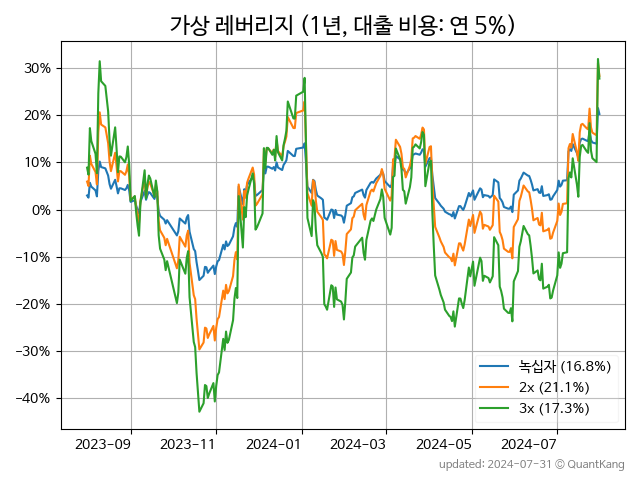 가상 레버리지 (1년, 대출 비용: 연 5%)
30%
20%
10%
0%
−10%
−20%
−30%
−40%
녹십자 (16.8%)
2x (21.1%)
3x (17.3%)
2023-09 2023-11 2024-01 2024-03 2024-05 2024-07
updated: 2024-07-31 © QuantKang